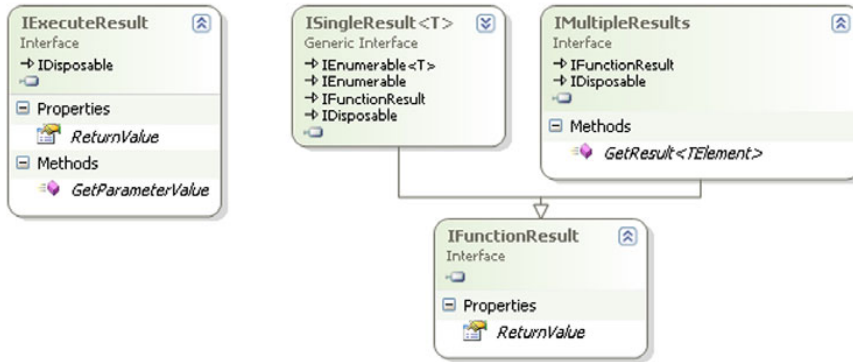 IExecuteResult
Interface
IDisposable
Properties
ReturnValue
Methods
GetParameterValue
ISingleResult<T>
Generic Interface
IEnumerable<T>
IEnumerable
IFunctionResult
IDisposable
IMultipleResults
Interface
IFunctionResult
IDisposable
Methods
GetResult<TElement>
IFunctionResult
Interface
Properties
ReturnValue